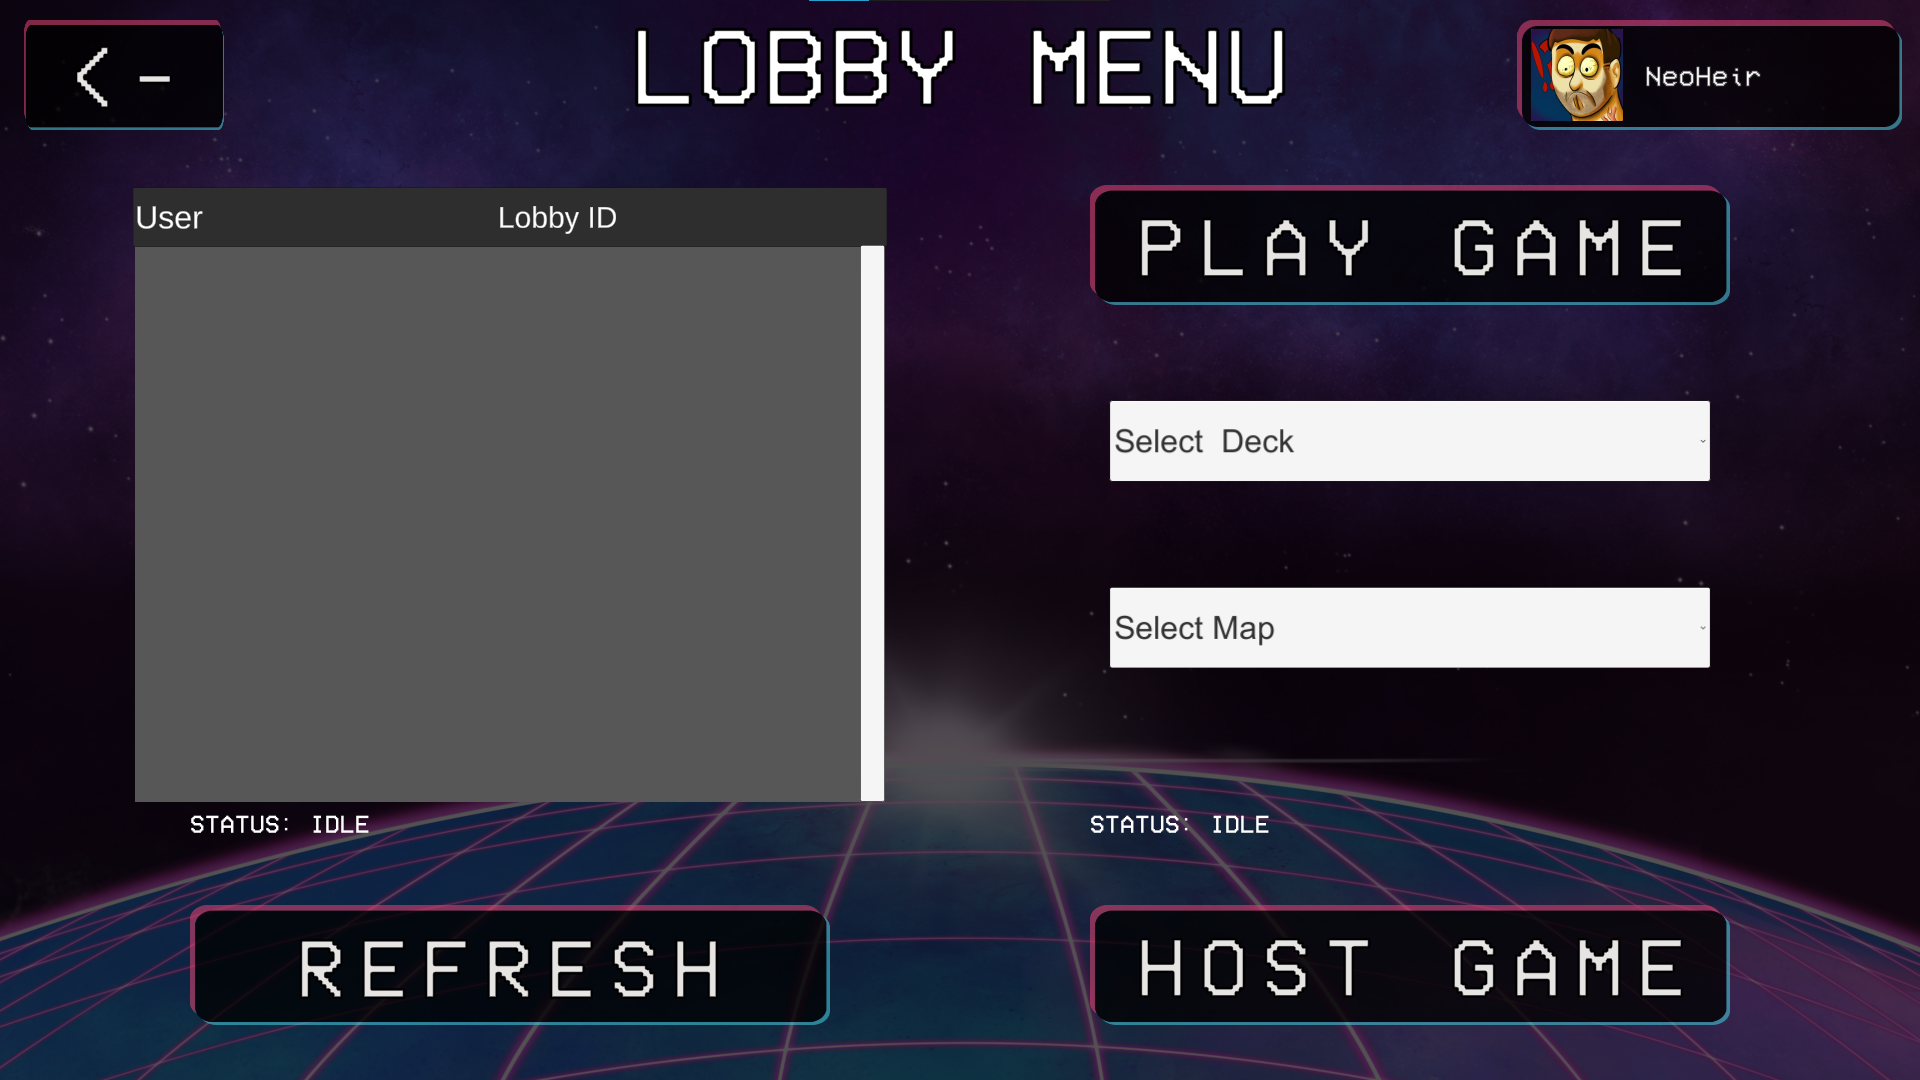 <-
LOBBY MENU
NeoHeir
User Lobby ID
PLAY GAME
Select  Deck
Select Map
STATUS: IDLE
STATUS: IDLE
REFRESH
HOST GAME